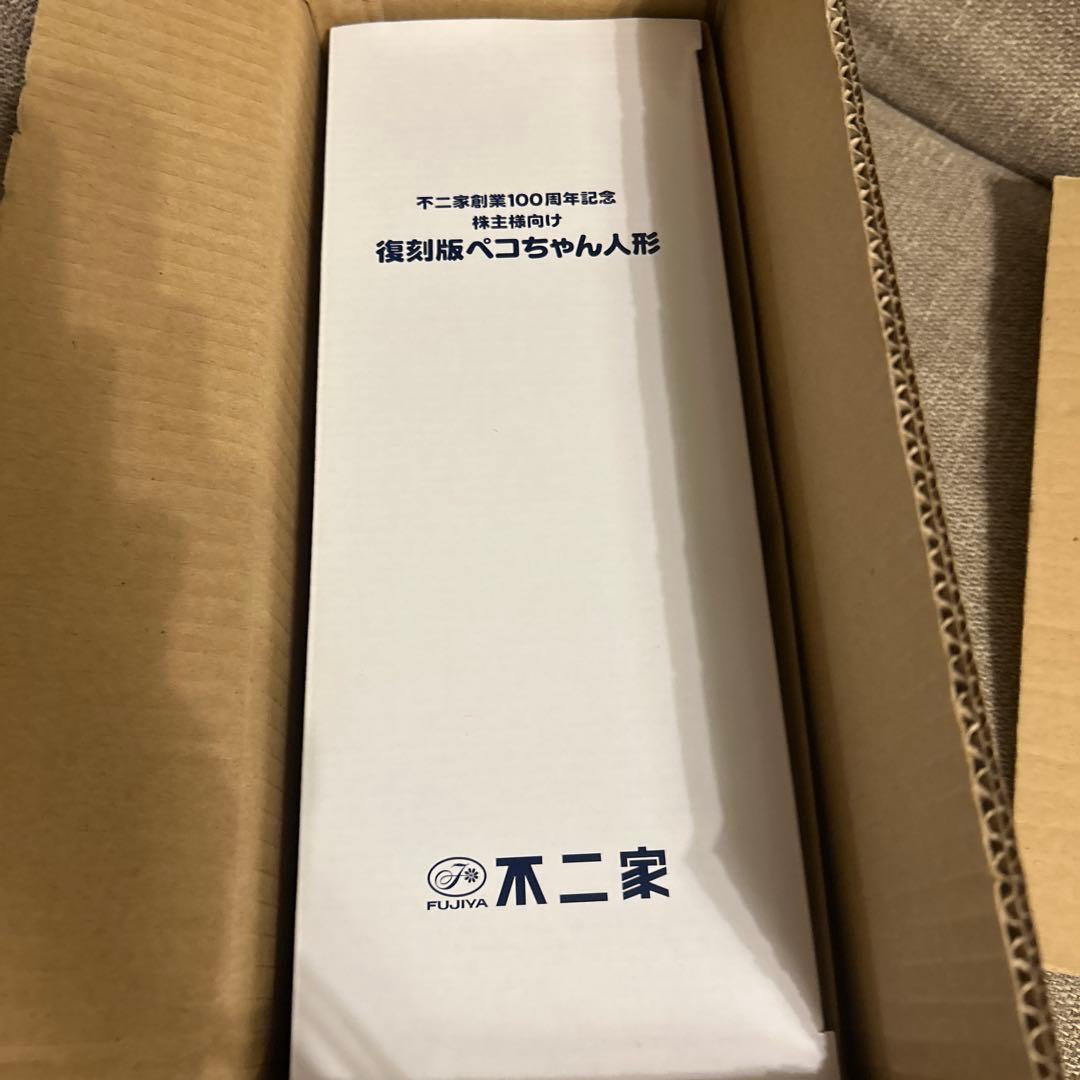 不二家創業100周年記念
株主様向け
復刻版ペコちゃん人形
F
FUJIYA
不二家